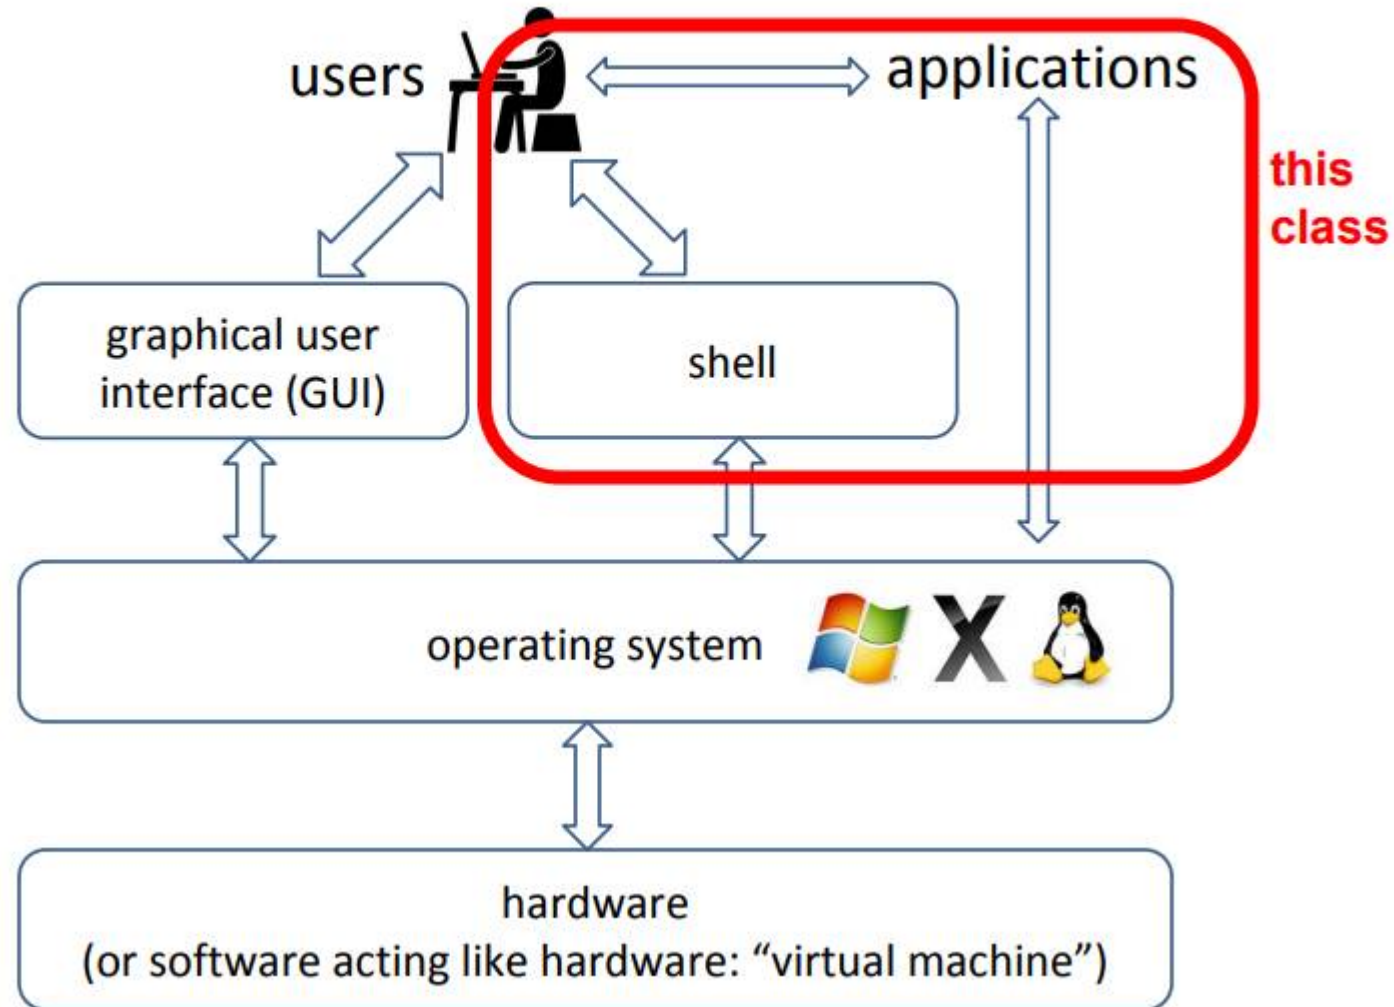 users
applications
this
class
graphical user
interface (GUI)
shell
operating system
X
hardware
(or software acting like hardware: “virtual machine”)